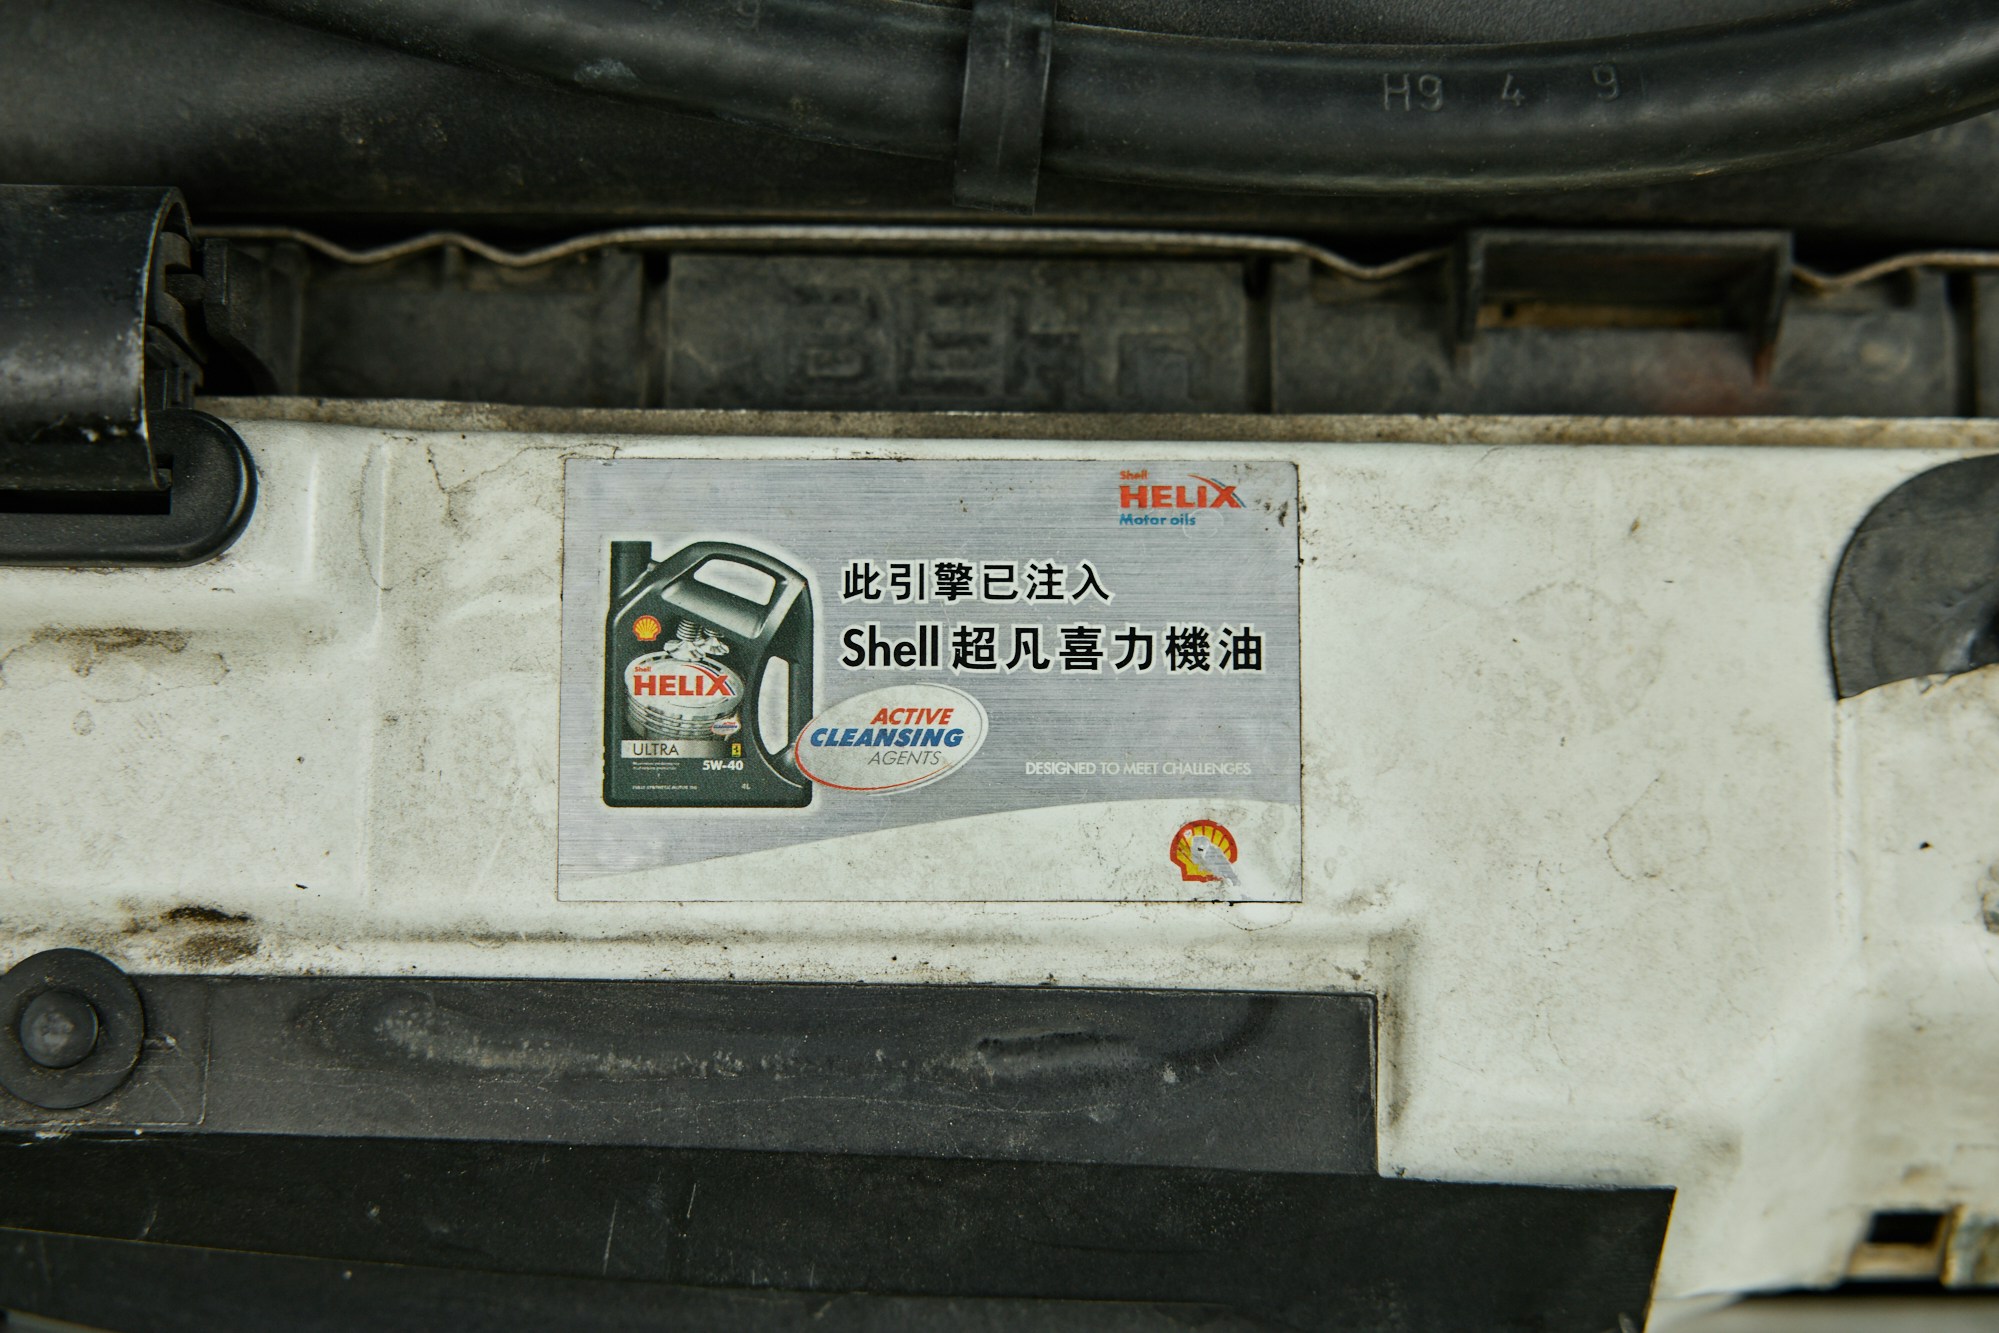 H9 4 9
BEHR
Shell
HELIX
Motor oils
此引擎已注入
Shell 超凡喜力機油
Shell
HELIX
ULTRA
5W-40
4L
ACTIVE
CLEANSING
AGENTS
DESIGNED TO MEET CHALLENGES